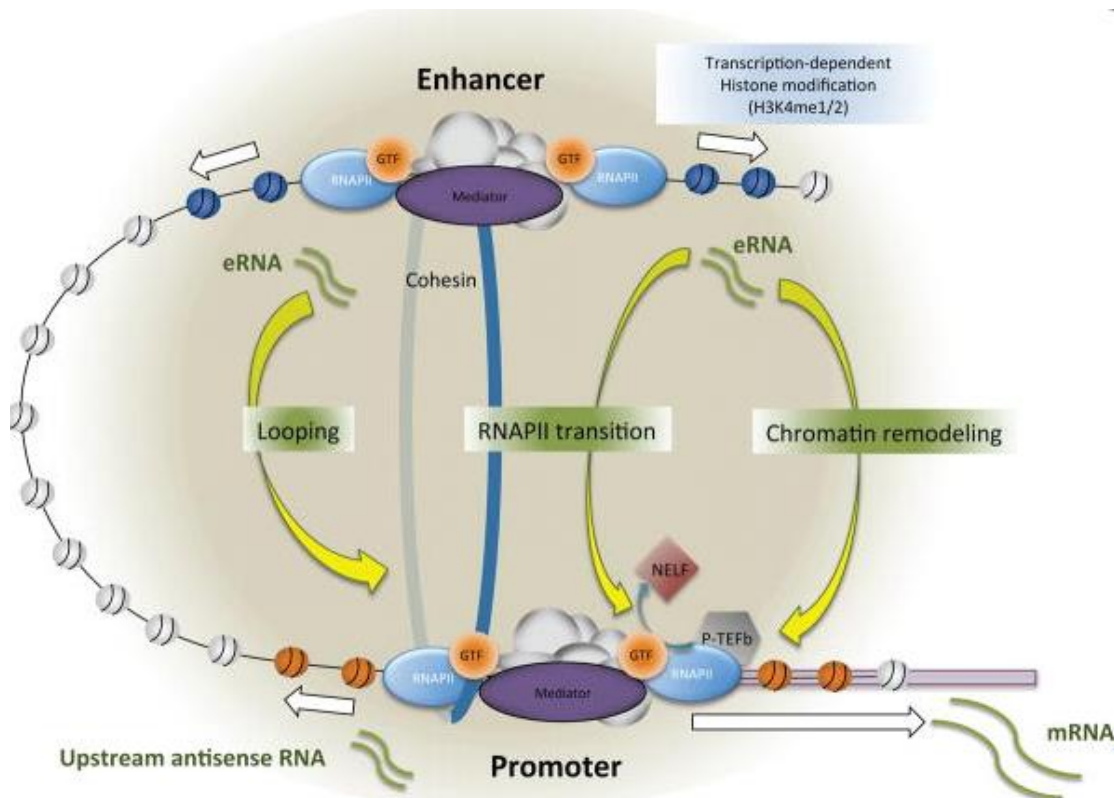 Transcription-dependent
Histone modification
(H3K4me1/2)
Enhancer
GTF
GTF
RNAPII
RNAPII
Mediator
eRNA
eRNA
Cohesin
Looping
RNAPII transition
Chromatin remodeling
NELF
P-TEFb
GTF
GTF
RNAPII
RNAPII
Mediator
mRNA
Upstream antisense RNA
Promoter